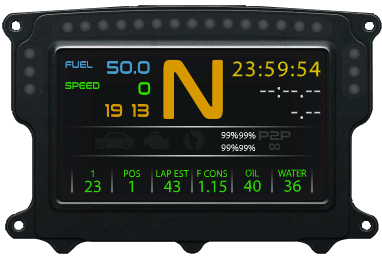 FUEL 50.0 N 23:59:54
SPEED 0 --:--.--
19 13 -.--
99%99% P2P
99%99% ∞
1 POS LAP EST F CONS OIL WATER
23 1 43 1.15 40 36